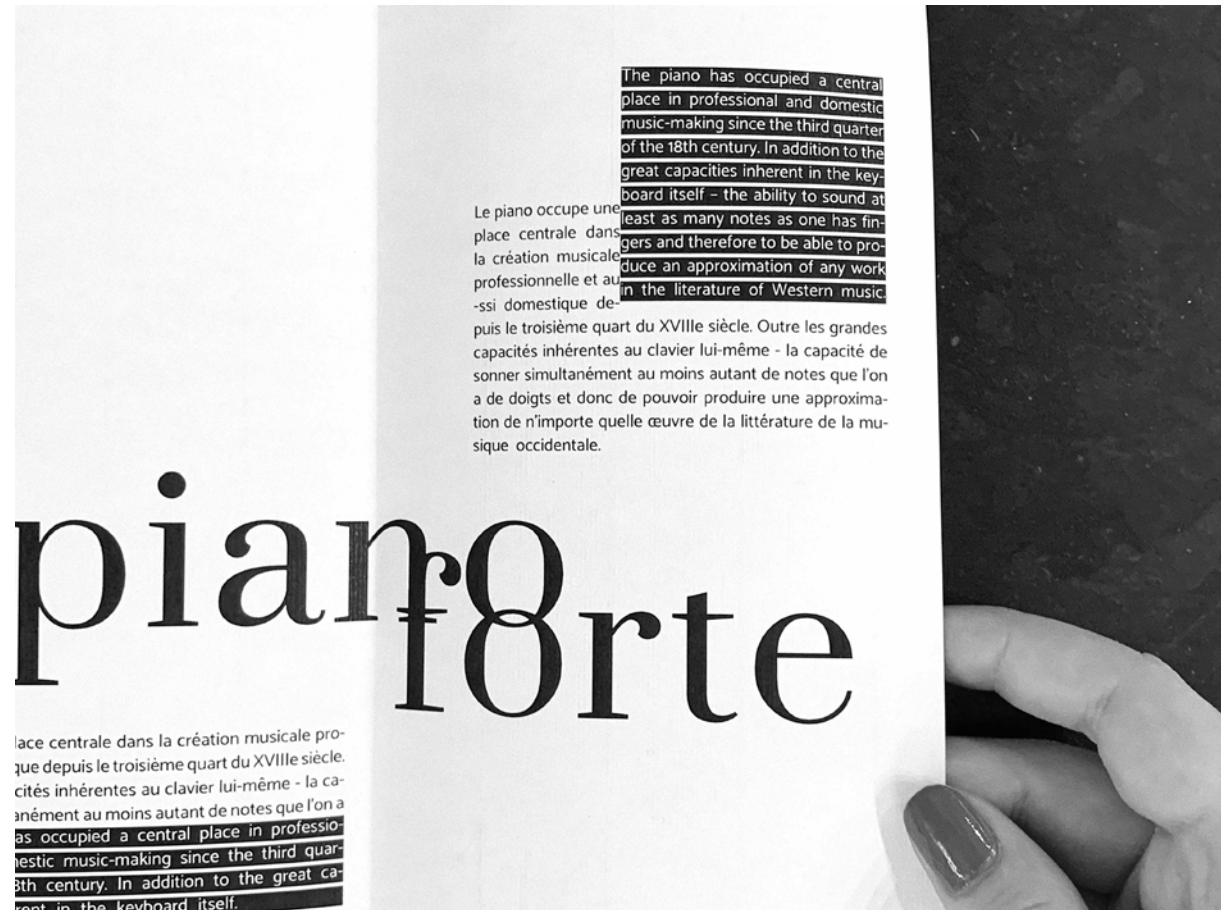 The piano has occupied a central
place in professional and domestic
music-making since the third quarter
of the 18th century. In addition to the
great capacities inherent in the key-
board itself – the ability to sound at
least as many notes as one has fin-
gers and therefore to be able to pro-
duce an approximation of any work
in the literature of Western music.
Le piano occupe une
place centrale dans
la création musicale
professionnelle et au
-ssi domestique de-
puis le troisième quart du XVIIIe siècle. Outre les grandes
capacités inhérentes au clavier lui-même - la capacité de
sonner simultanément au moins autant de notes que l'on
a de doigts et donc de pouvoir produire une approxima-
tion de n'importe quelle œuvre de la littérature de la mu-
sique occidentale.
piano
forte
lace centrale dans la création musicale pro-
que depuis le troisième quart du XVIIIe siècle.
cités inhérentes au clavier lui-même - la ca-
anément au moins autant de notes que l'on a
as occupied a central place in professio-
nestic music-making since the third quar-
8th century. In addition to the great ca-
rent in the keyboard itself.